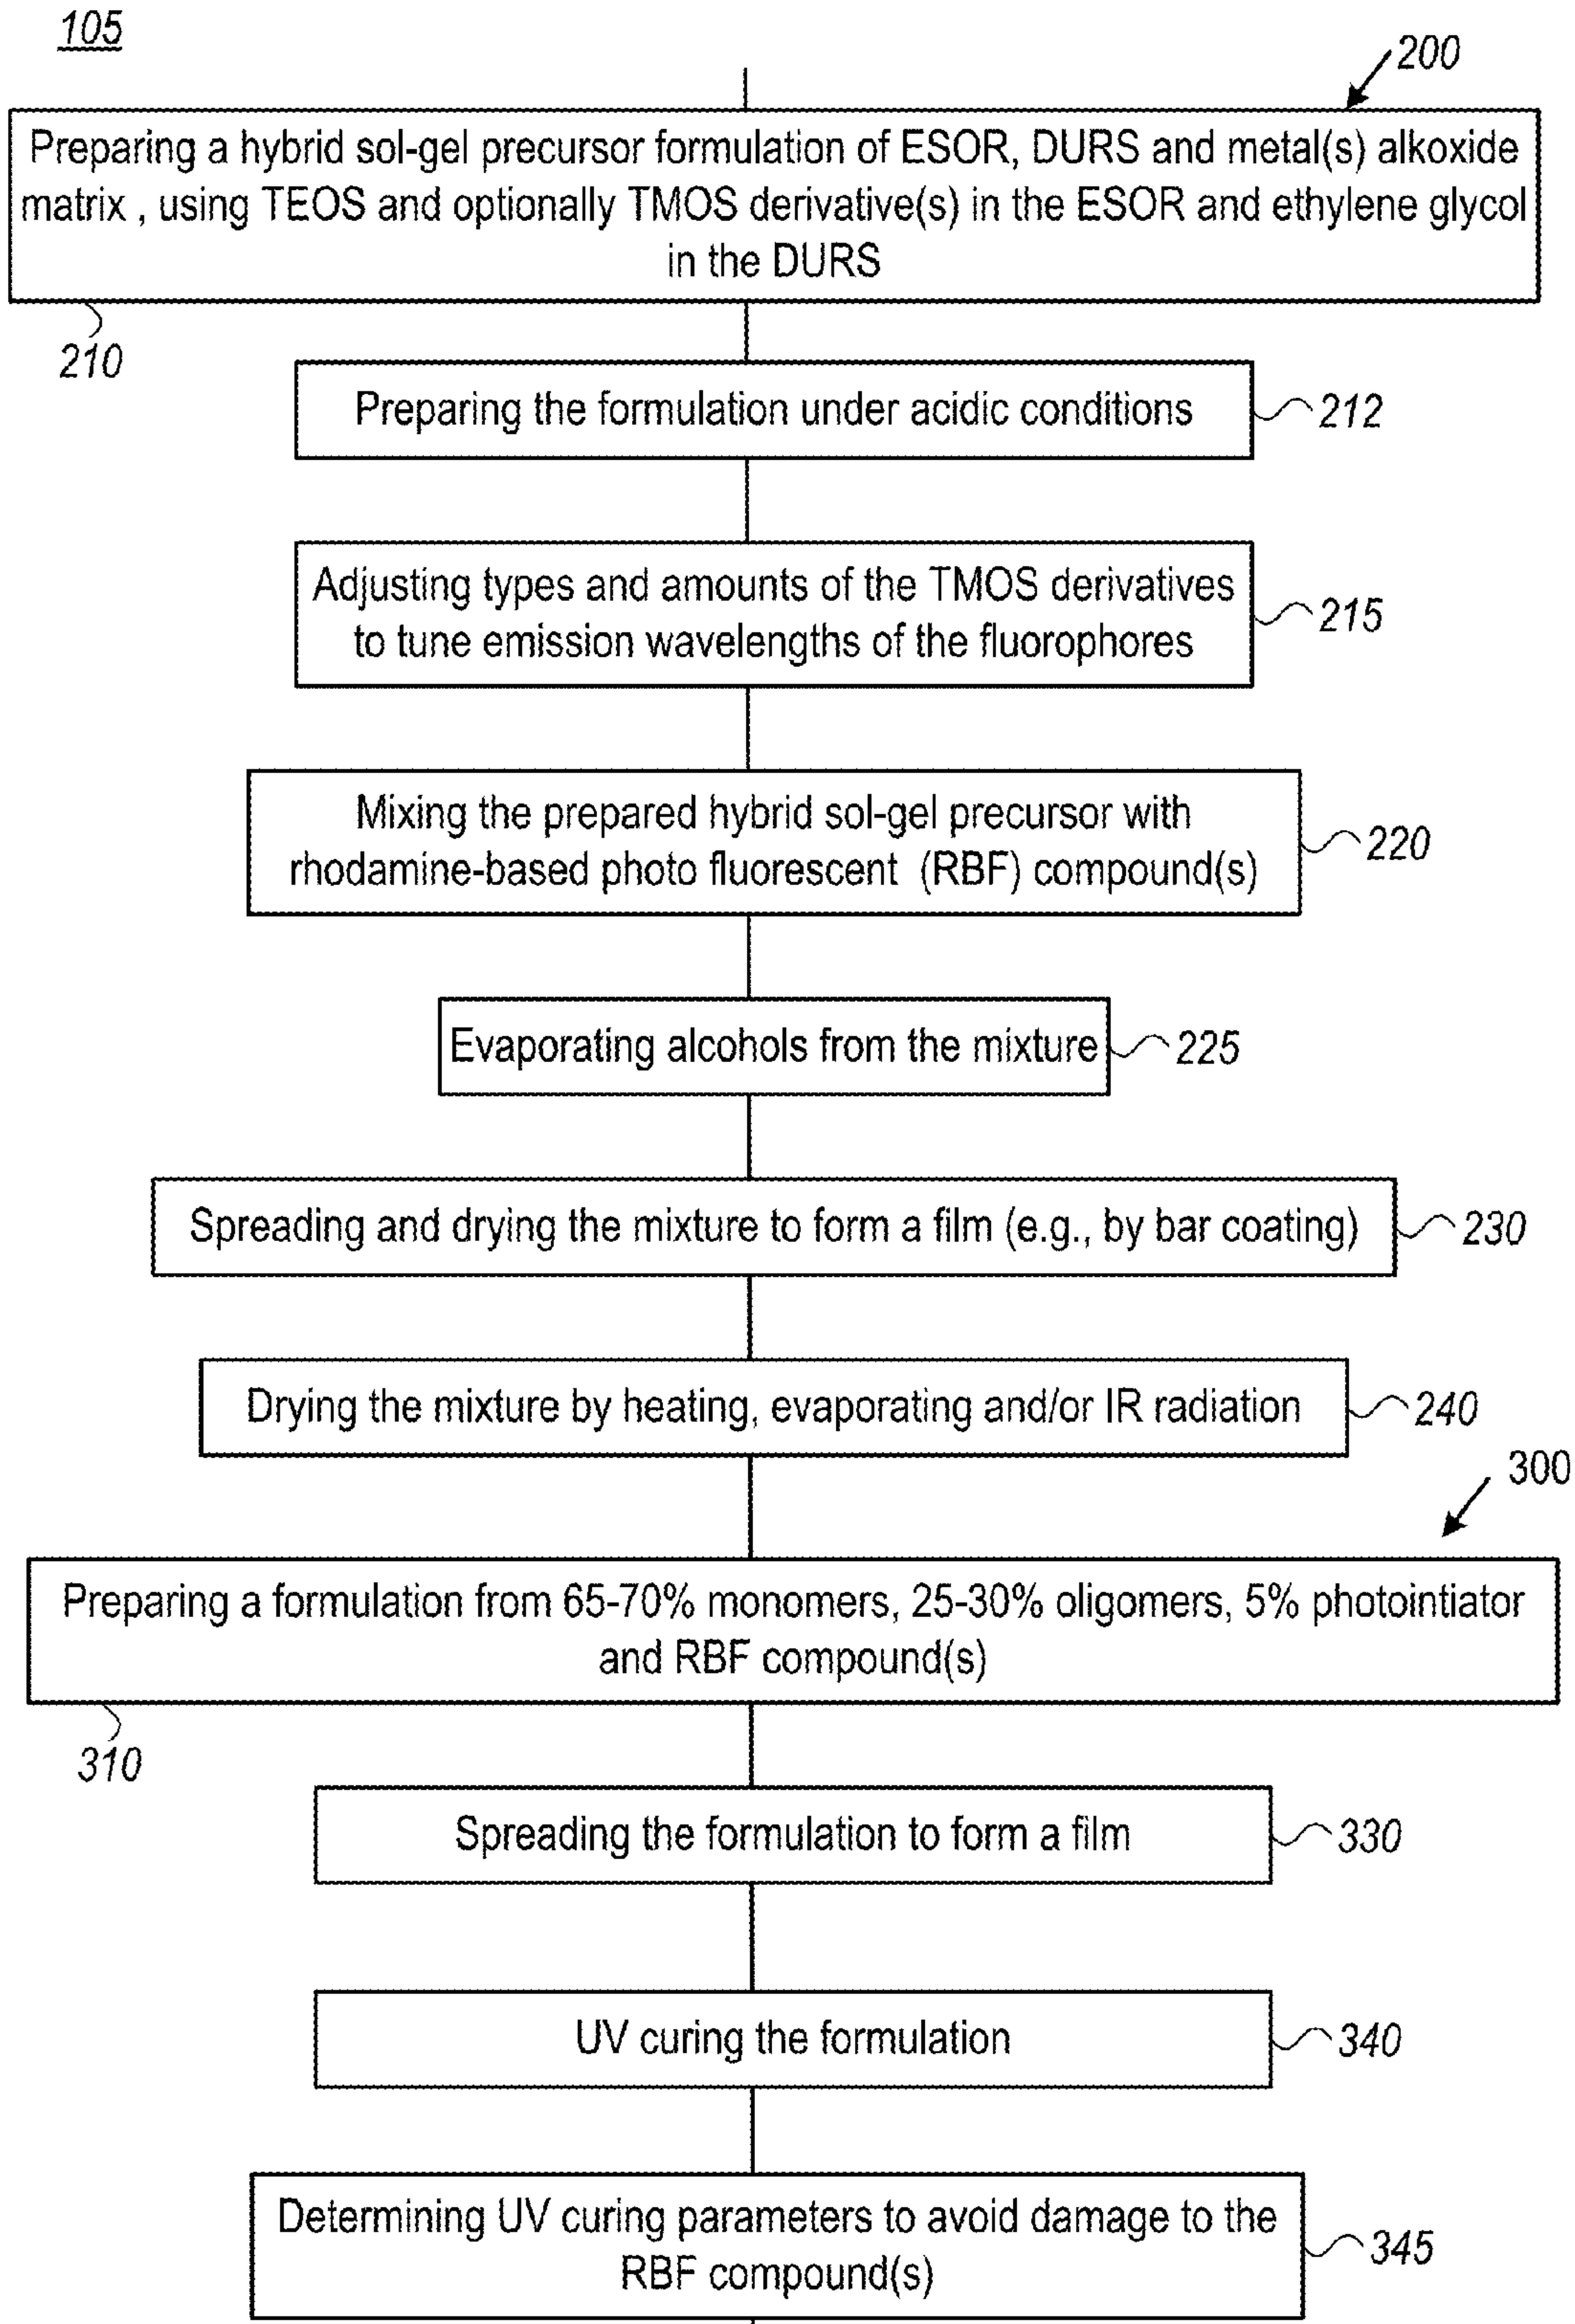 105
200
Preparing a hybrid sol-gel precursor formulation of ESOR, DURS and metal(s) alkoxide
matrix , using TEOS and optionally TMOS derivative(s) in the ESOR and ethylene glycol
in the DURS
210
Preparing the formulation under acidic conditions
212
Adjusting types and amounts of the TMOS derivatives
to tune emission wavelengths of the fluorophores
215
Mixing the prepared hybrid sol-gel precursor with
rhodamine-based photo fluorescent (RBF) compound(s)
220
Evaporating alcohols from the mixture
225
Spreading and drying the mixture to form a film (e.g., by bar coating)
230
Drying the mixture by heating, evaporating and/or IR radiation
240
300
Preparing a formulation from 65-70% monomers, 25-30% oligomers, 5% photointiator
and RBF compound(s)
310
Spreading the formulation to form a film
330
UV curing the formulation
340
Determining UV curing parameters to avoid damage to the
RBF compound(s)
345